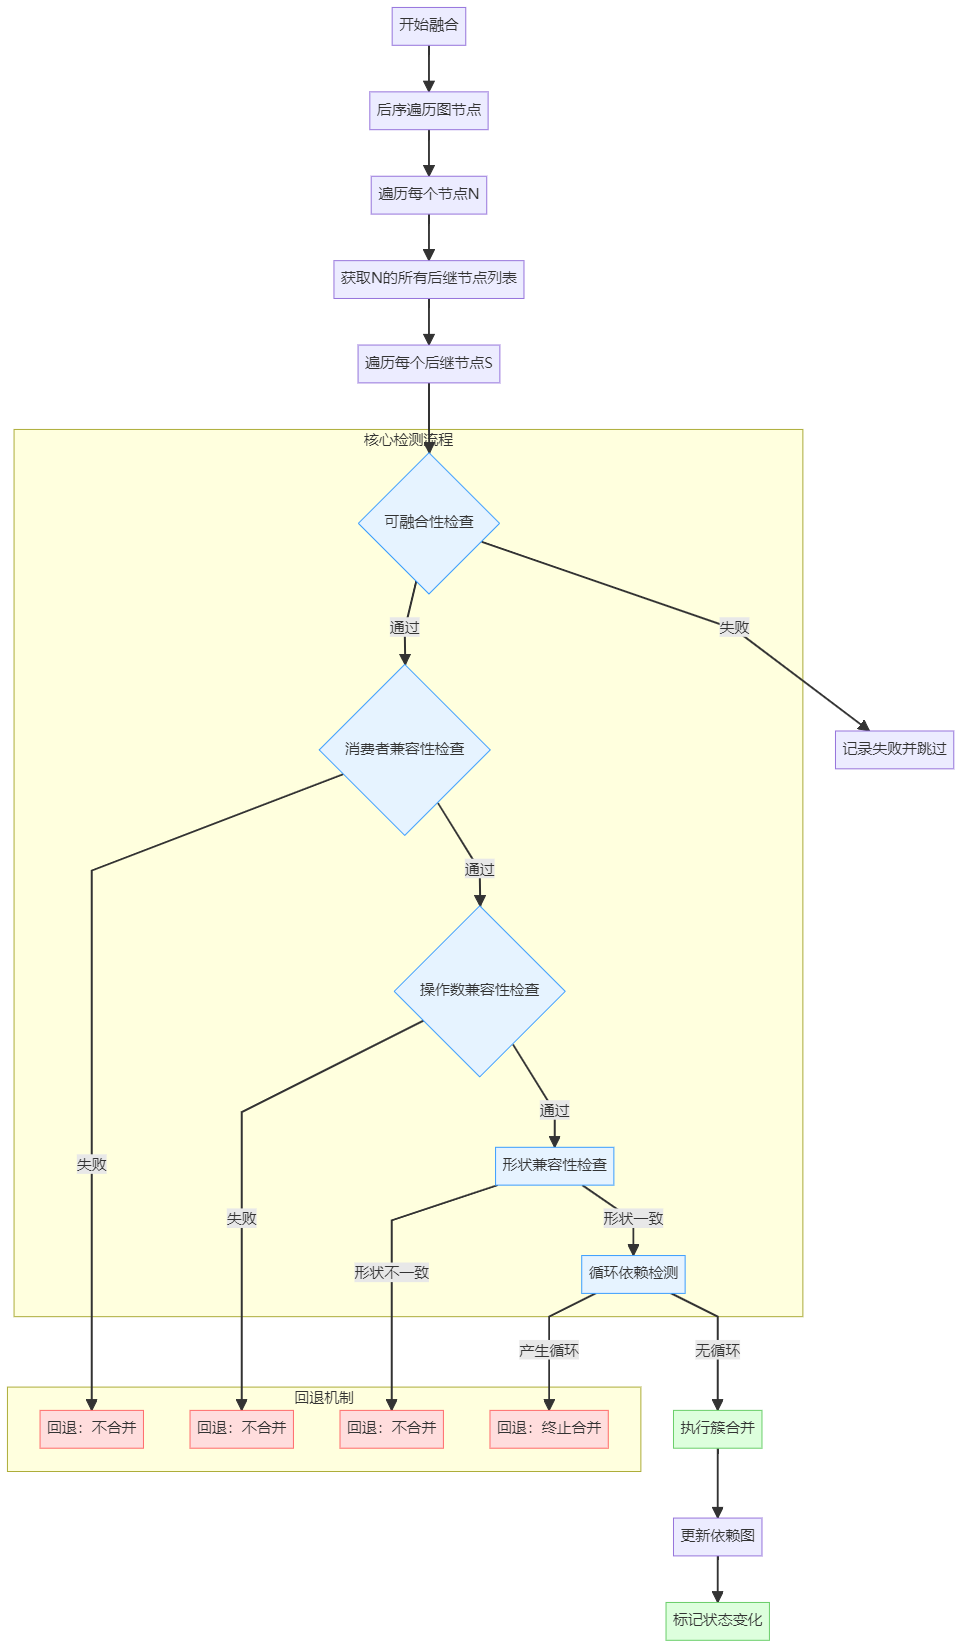 开始融合
后序遍历图节点
遍历每个节点N
获取N的所有后继节点列表
遍历每个后继节点S
核心检测流程
可融合性检查
通过
失败
记录失败并跳过
消费者兼容性检查
通过
操作数兼容性检查
通过
失败
形状兼容性检查
失败
形状一致
形状不一致
循环依赖检测
产生循环
无循环
回退机制
回退：不合并
回退：不合并
回退：不合并
回退：终止合并
执行簇合并
更新依赖图
标记状态变化